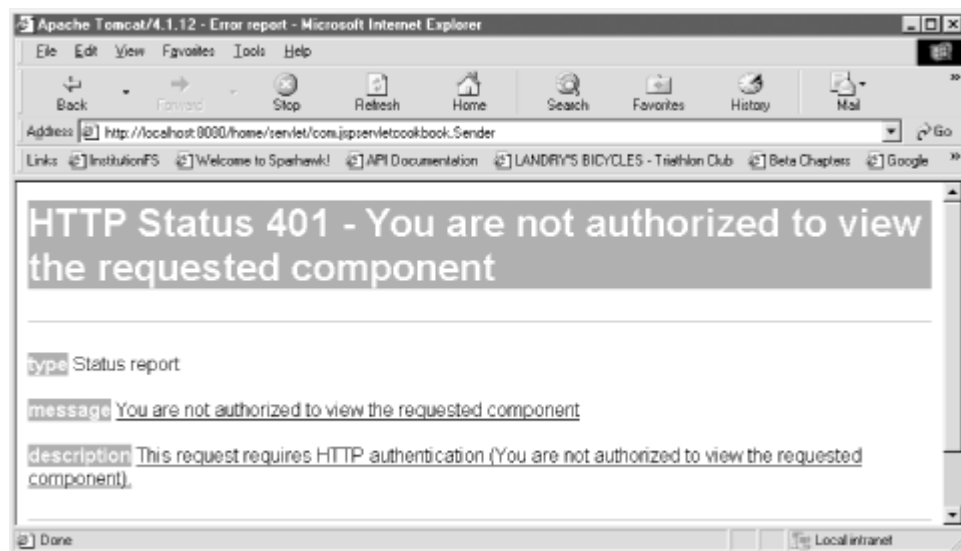 Apache Tomcat/4.1.12 - Error report - Microsoft Internet Explorer
File Edit View Favorites Tools Help
Back Forward Stop Refresh Home Search Favorites History Mail
Address http://localhost:8080/home/servlet/com.jspservletcookbook.Sender Go
Links InstitutionFS Welcome to Sparhawk! API Documentation LANDRY'S BICYCLES - Triathlon Club Beta Chapters Google
HTTP Status 401 - You are not authorized to view
the requested component
type Status report
message You are not authorized to view the requested component
description This request requires HTTP authentication (You are not authorized to view the requested
component).
Done Local intranet